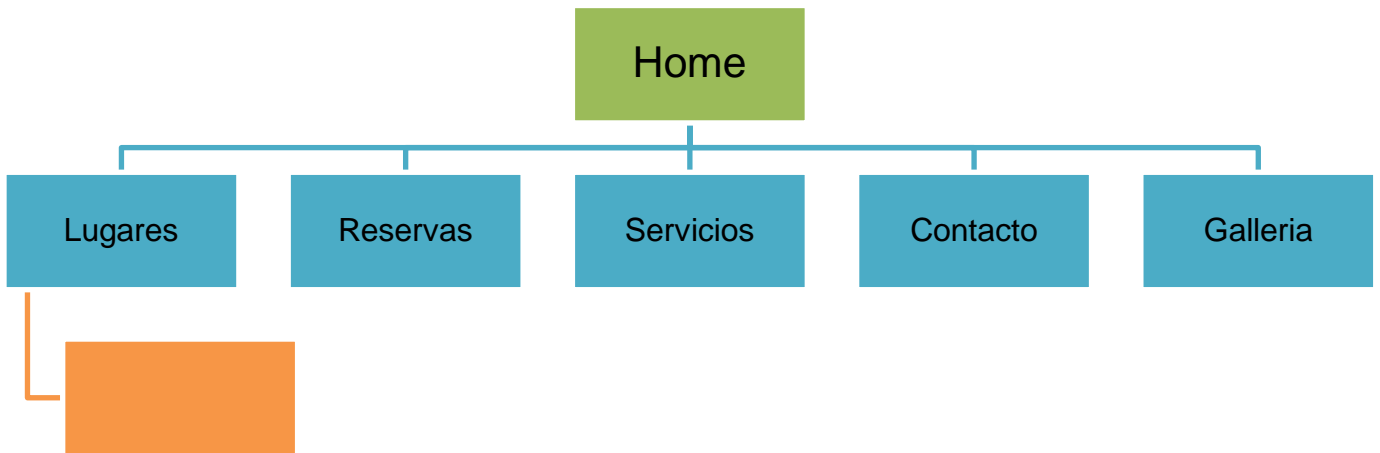 Home
Lugares
Reservas
Servicios
Contacto
Galleria